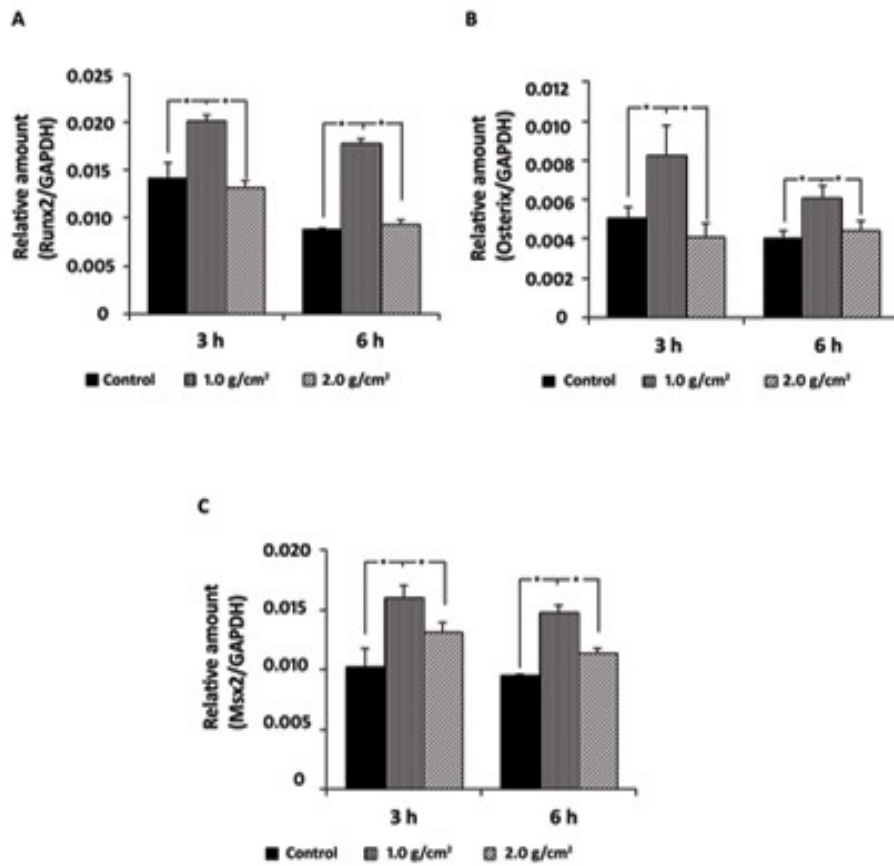 A
Relative amount
(Runx2/GAPDH)
0.025
0.020
0.015
0.010
0.005
0
* *
* *
3 h
6 h
Control 1.0 g/cm² 2.0 g/cm²
B
Relative amount
(Osterix/GAPDH)
0.012
0.010
0.008
0.006
0.004
0.002
0
* *
* *
3 h
6 h
Control 1.0 g/cm² 2.0 g/cm²
C
Relative amount
(Msx2/GAPDH)
0.020
0.015
0.010
0.005
0
* *
* *
3 h
6 h
Control 1.0 g/cm² 2.0 g/cm²